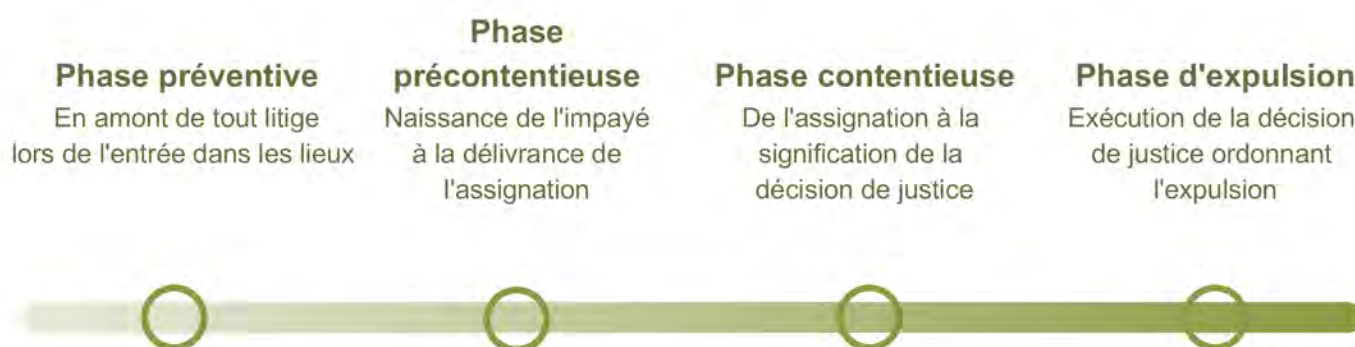 Phase préventive
En amont de tout litige
lors de l'entrée dans les lieux
Phase
précontentieuse
Naissance de l'impayé
à la délivrance de
l'assignation
Phase contentieuse
De l'assignation à la
signification de la
décision de justice
Phase d'expulsion
Exécution de la décision
de justice ordonnant
l'expulsion